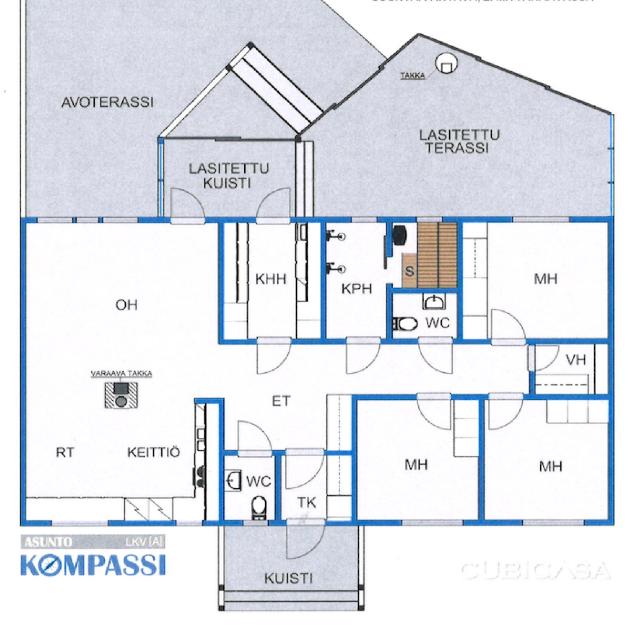 AVOTERASSI
TAKKA
LASITETTU
TERASSI
LASITETTU
KUISTI
KHH
KPH
S
WC
MH
OH
VH
VARAAVA TAKKA
ET
RT
KEITTIÖ
WC
TK
MH
MH
KUISTI
ASUNTO LKV [A]
KOMPASSI
CUBICASA